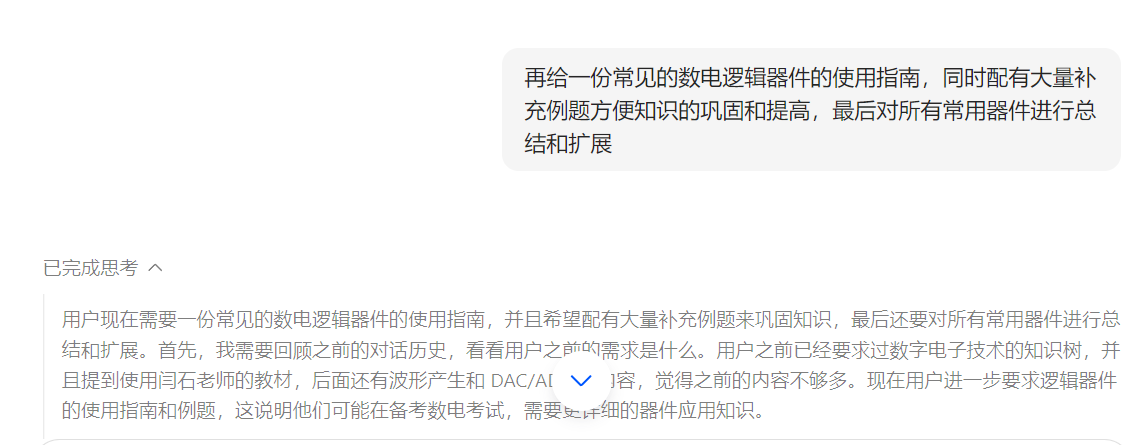 再给一份常见的数电逻辑器件的使用指南，同时配有大量补
充例题方便知识的巩固和提高，最后对所有常用器件进行总
结和扩展
已完成思考
用户现在需要一份常见的数电逻辑器件的使用指南，并且希望配有大量补充例题来巩固知识，最后还要对所有常用器件进行总
结和扩展。首先，我需要回顾之前的对话历史，看看用户之前的需求是什么。用户之前已经要求过数字电子技术的知识树，并
且提到使用闫石老师的教材，后面还有波形产生和 DAC/AD 内容，觉得之前的内容不够多。现在用户进一步要求逻辑器件
的使用指南和例题，这说明他们可能在备考数电考试，需要更详细的器件应用知识。